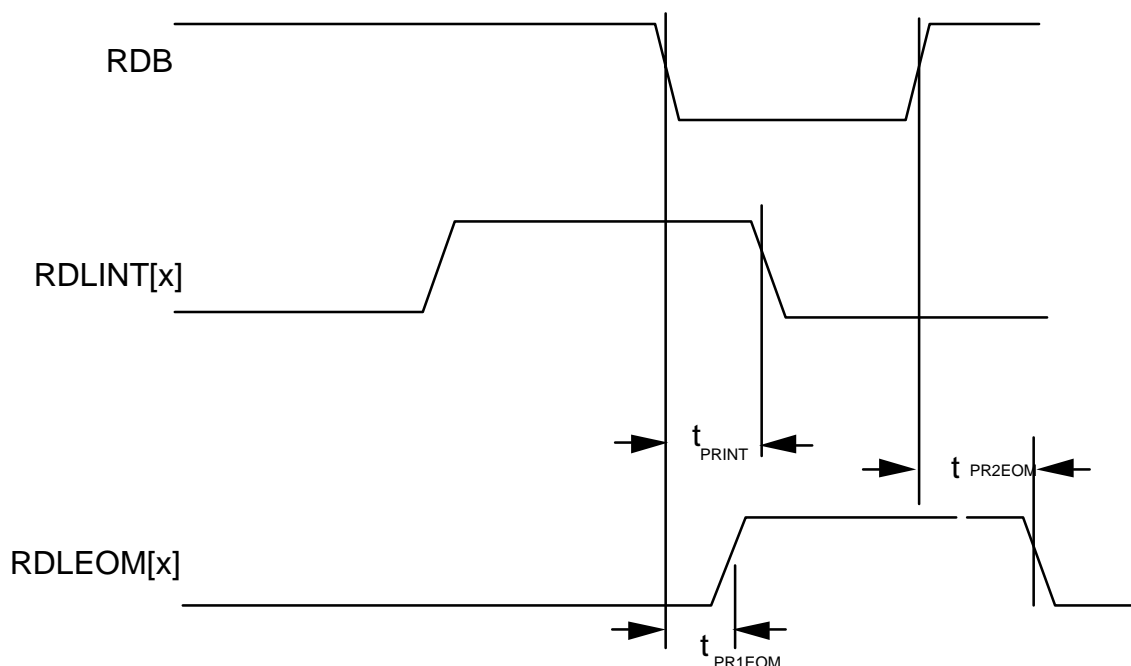 RDB
RDLINT[x]
t PRINT
t PR2EOM
RDLEOM[x]
t PR1EOM